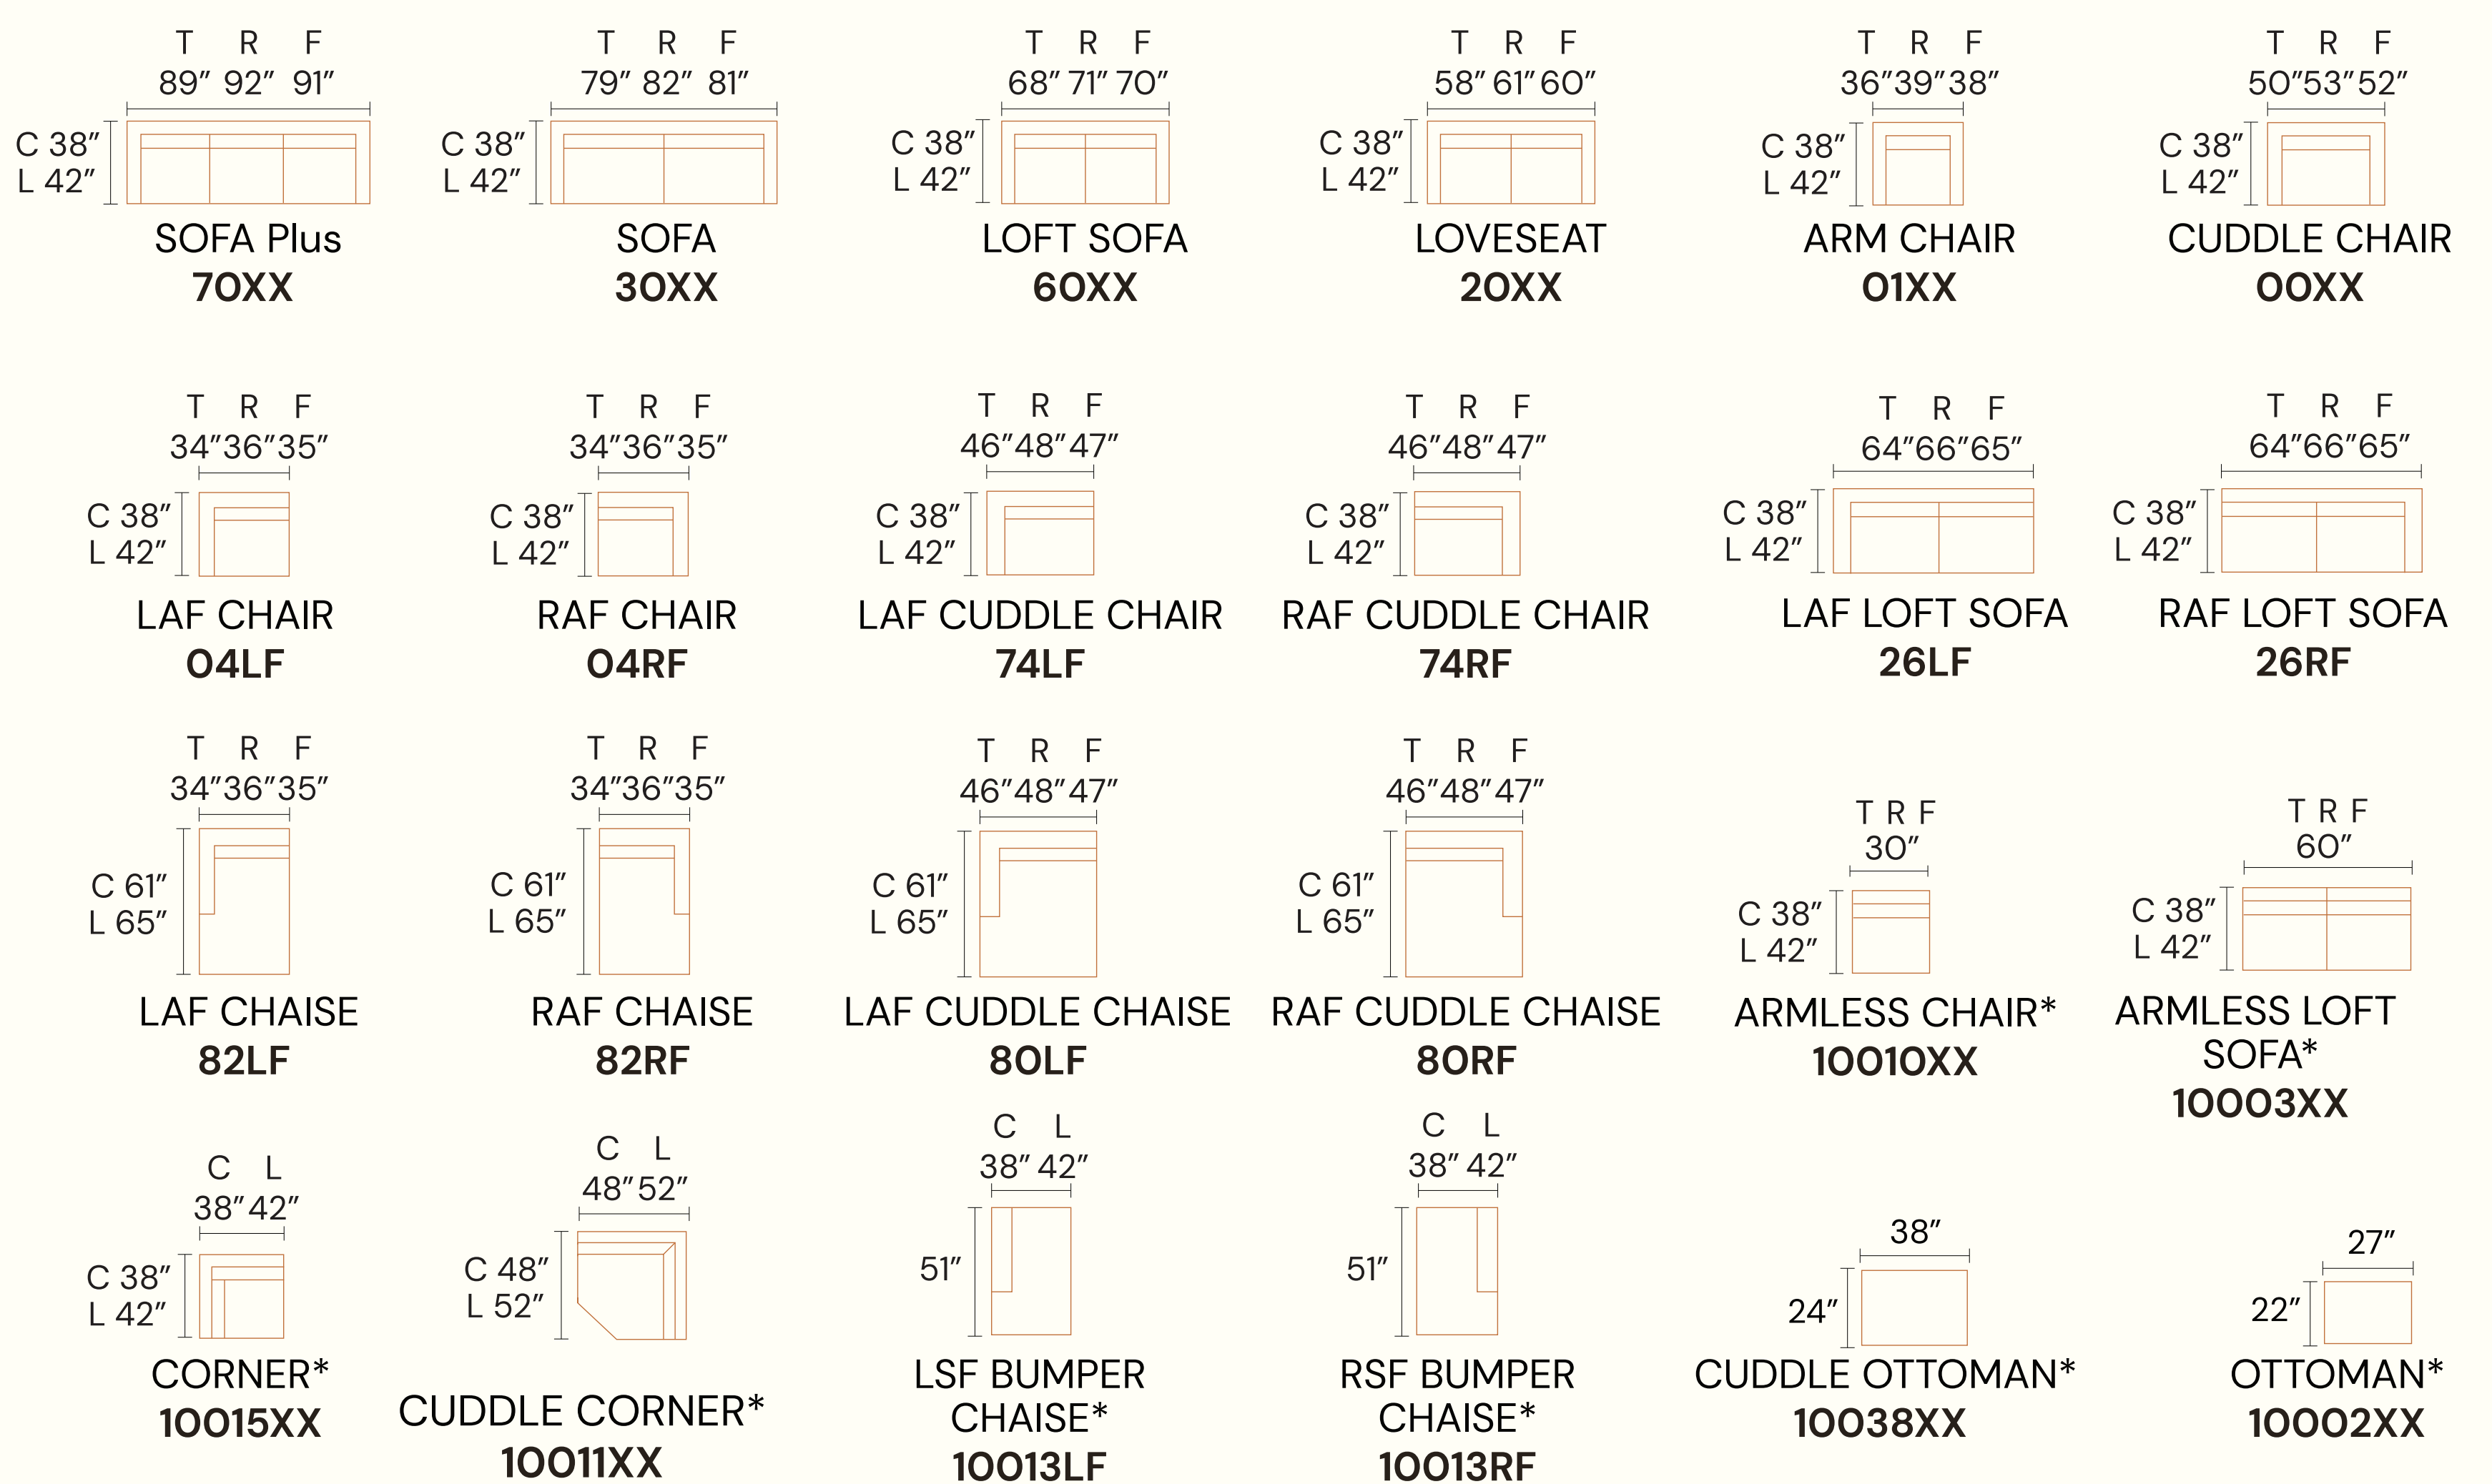 T R F
89” 92” 91”
C 38”
L 42”
SOFA Plus
70XX
T R F
79” 82” 81”
C 38”
L 42”
SOFA
30XX
T R F
68” 71” 70”
C 38”
L 42”
LOFT SOFA
60XX
T R F
58” 61” 60”
C 38”
L 42”
LOVESEAT
20XX
T R F
36” 39” 38”
C 38”
L 42”
ARM CHAIR
01XX
T R F
50” 53” 52”
C 38”
L 42”
CUDDLE CHAIR
00XX
T R F
34” 36” 35”
C 38”
L 42”
LAF CHAIR
04LF
T R F
34” 36” 35”
C 38”
L 42”
RAF CHAIR
04RF
T R F
46” 48” 47”
C 38”
L 42”
LAF CUDDLE CHAIR
74LF
T R F
46” 48” 47”
C 38”
L 42”
RAF CUDDLE CHAIR
74RF
T R F
64” 66” 65”
C 38”
L 42”
LAF LOFT SOFA
26LF
T R F
64” 66” 65”
C 38”
L 42”
RAF LOFT SOFA
26RF
T R F
34” 36” 35”
C 61”
L 65”
LAF CHAISE
82LF
T R F
34” 36” 35”
C 61”
L 65”
RAF CHAISE
82RF
T R F
46” 48” 47”
C 61”
L 65”
LAF CUDDLE CHAISE
80LF
T R F
46” 48” 47”
C 61”
L 65”
RAF CUDDLE CHAISE
80RF
T R F
30”
C 38”
L 42”
ARMLESS CHAIR*
10010XX
T R F
60”
C 38”
L 42”
ARMLESS LOFT
SOFA*
10003XX
C L
38” 42”
C 38”
L 42”
CORNER*
10015XX
C L
48” 52”
C 48”
L 52”
CUDDLE CORNER*
10011XX
C L
38” 42”
51”
LSF BUMPER
CHAISE*
10013LF
C L
38” 42”
51”
RSF BUMPER
CHAISE*
10013RF
38”
24”
CUDDLE OTTOMAN*
10038XX
27”
22”
OTTOMAN*
10002XX